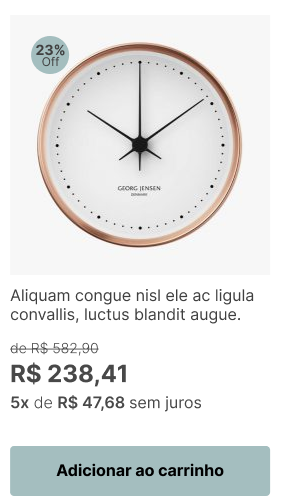 23%
Off
GEORG JENSEN
DENMARK
Aliquam congue nisl ele ac ligula
convallis, luctus blandit augue.
de R$ 582,90
R$ 238,41
5x de R$ 47,68 sem juros
Adicionar ao carrinho